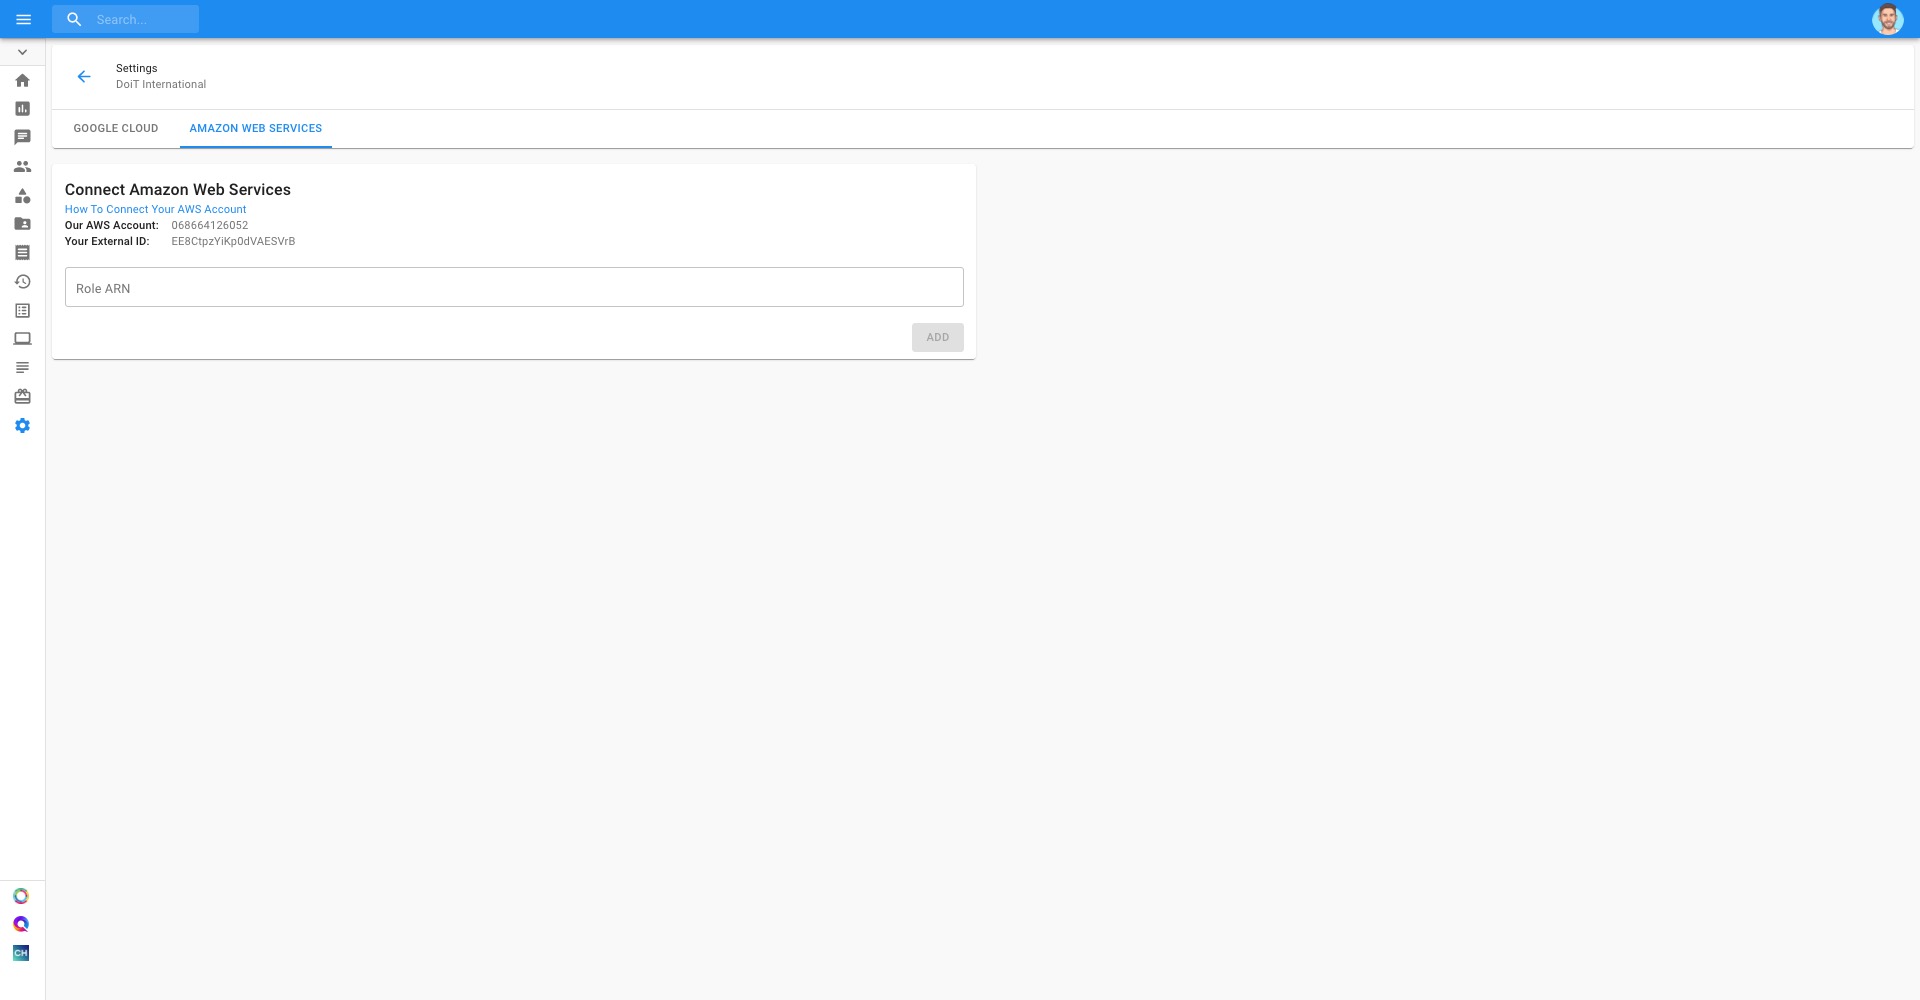 Search...
Settings
DoiT International
GOOGLE CLOUD
AMAZON WEB SERVICES
Connect Amazon Web Services
How To Connect Your AWS Account
Our AWS Account: 068664126052
Your External ID: EE8CtpzYiKp0dVAESVrB
Role ARN
ADD
CH